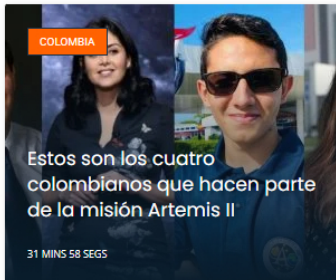 COLOMBIA
Estos son los cuatro
colombianos que hacen parte
de la misión Artemis II
31 MINS 58 SEGS